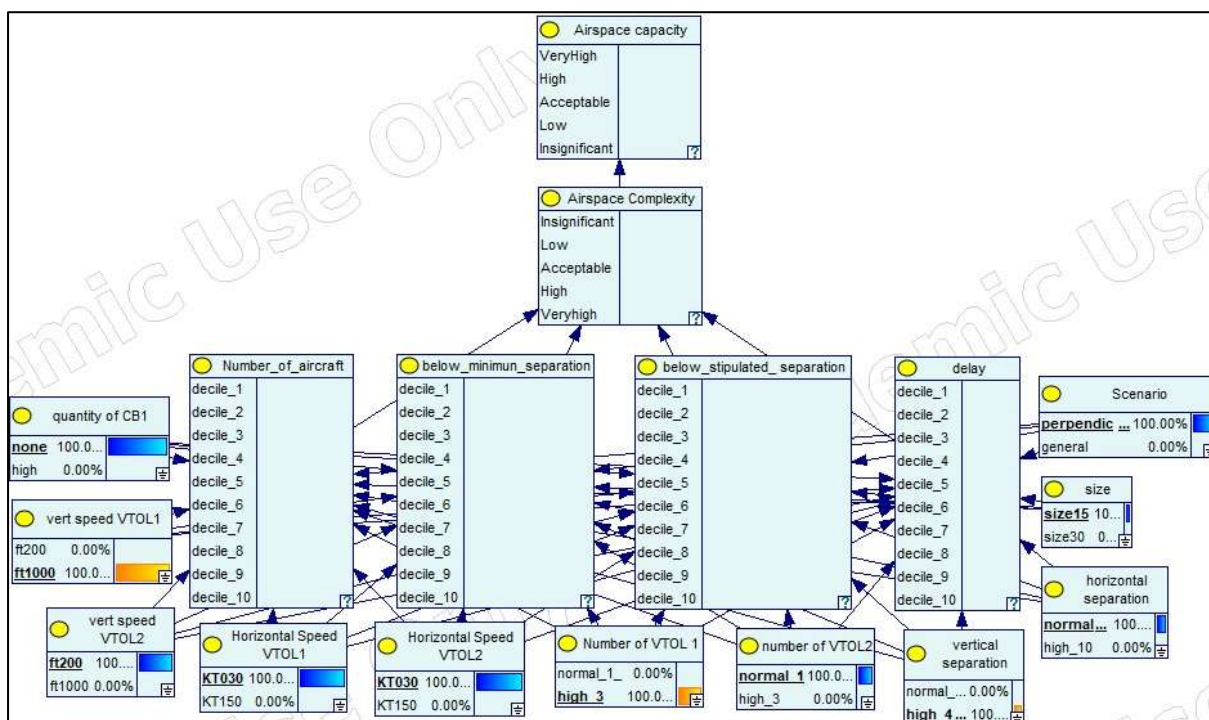 Airspace capacity
VeryHigh
High
Acceptable
Low
Insignificant
?
Airspace Complexity
Insignificant
Low
Acceptable
High
Veryhigh
?
Number_of_aircraft
decile_1
decile_2
decile_3
decile_4
decile_5
decile_6
decile_7
decile_8
decile_9
decile_10
?
below_minimun_separation
decile_1
decile_2
decile_3
decile_4
decile_5
decile_6
decile_7
decile_8
decile_9
decile_10
?
below_stipulated_ separation
decile_1
decile_2
decile_3
decile_4
decile_5
decile_6
decile_7
decile_8
decile_9
decile_10
?
delay
decile_1
decile_2
decile_3
decile_4
decile_5
decile_6
decile_7
decile_8
decile_9
decile_10
?
quantity of CB1
none 100.0...
high 0.00%
vert speed VTOL1
ft200 0.00%
ft1000 100.0...
vert speed
VTOL2
ft200 100....
ft1000 0.00%
Horizontal Speed
VTOL1
KT030 100.0...
KT150 0.00%
Horizontal Speed
VTOL2
KT030 100.0...
KT150 0.00%
Number of VTOL 1
normal_1_ 0.00%
high_3 100.0...
number of VTOL2
normal_1 100.0...
high_3 0.00%
vertical
separation
normal_... 0.00%
high_4 ... 100....
Scenario
perpendic ... 100.00%
general 0.00%
size
size15 10...
size30 0...
horizontal
separation
normal... 100....
high_10 0.00%
emic Use Only
demic Us